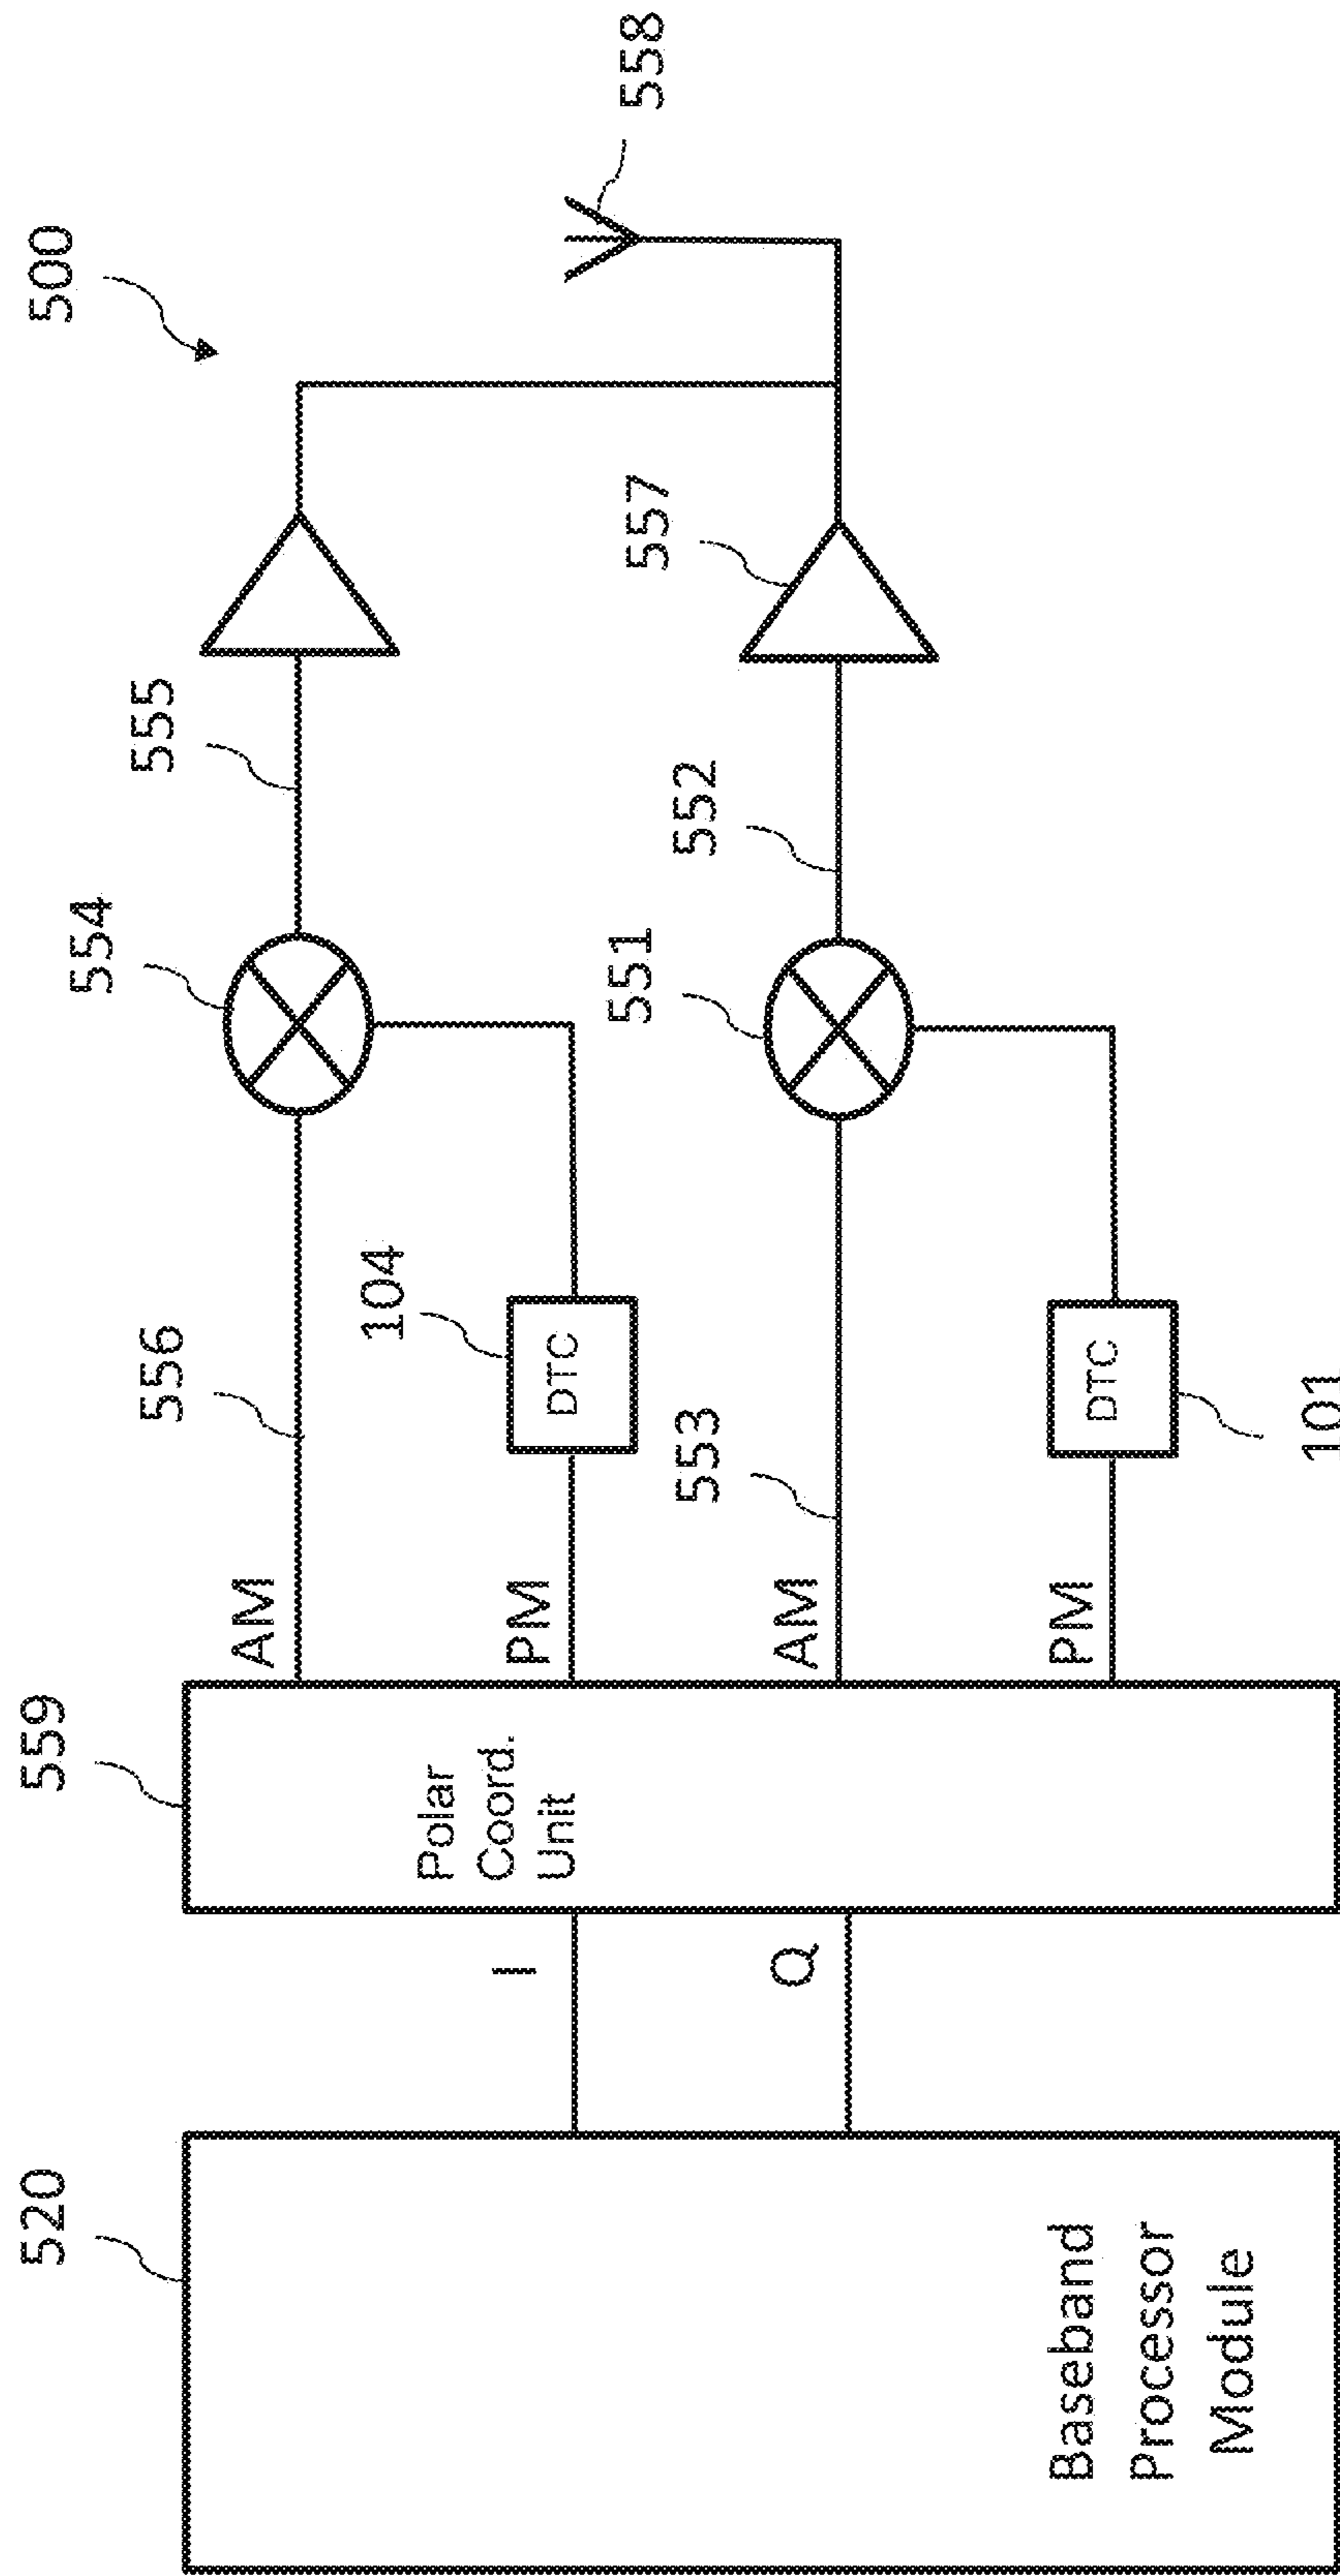 500
520
559
556
554
555
558
AM
104
DTC
PM
I
Polar
Coord.
Unit
553
551
552
557
AM
Q
Baseband
Processor
Module
PM
DTC
101